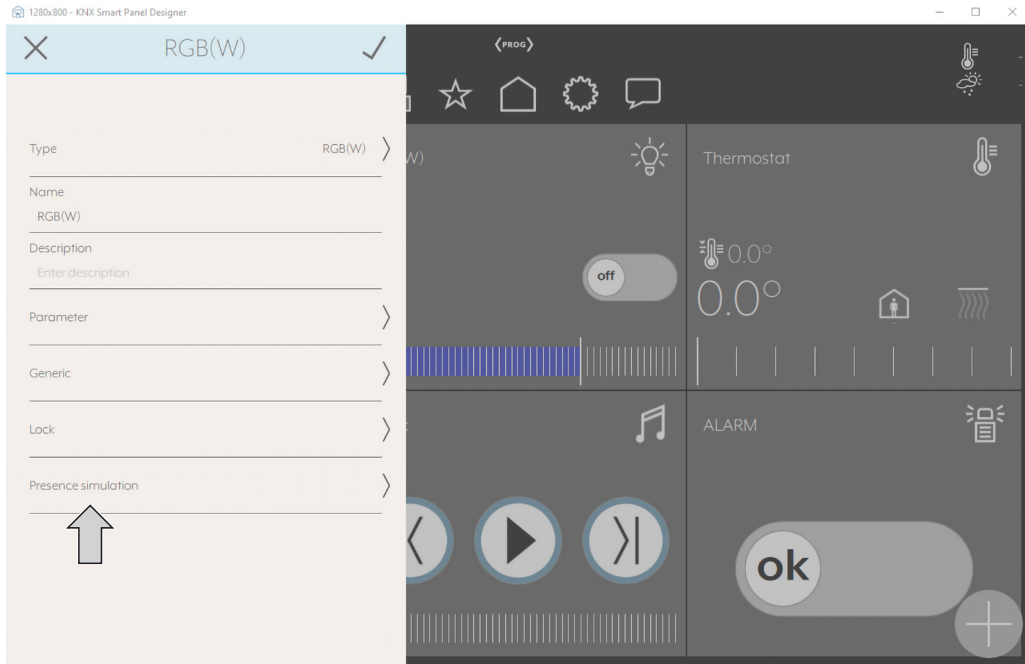 1280x800 - KNX Smart Panel Designer
RGB(W)
PROG
Type
RGB(W)
Name
RGB(W)
Description
Enter description
Parameter
Generic
Lock
Presence simulation
W)
off
Thermostat
0.0°
0.0°
ALARM
ok